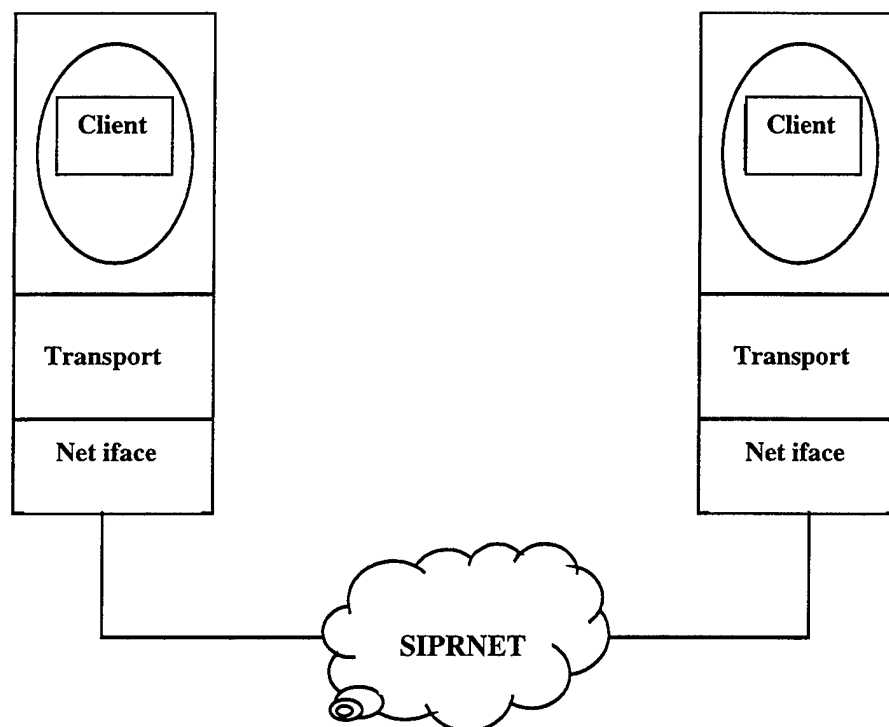 Client
Client
Transport
Transport
Net iface
Net iface
SIPRNET